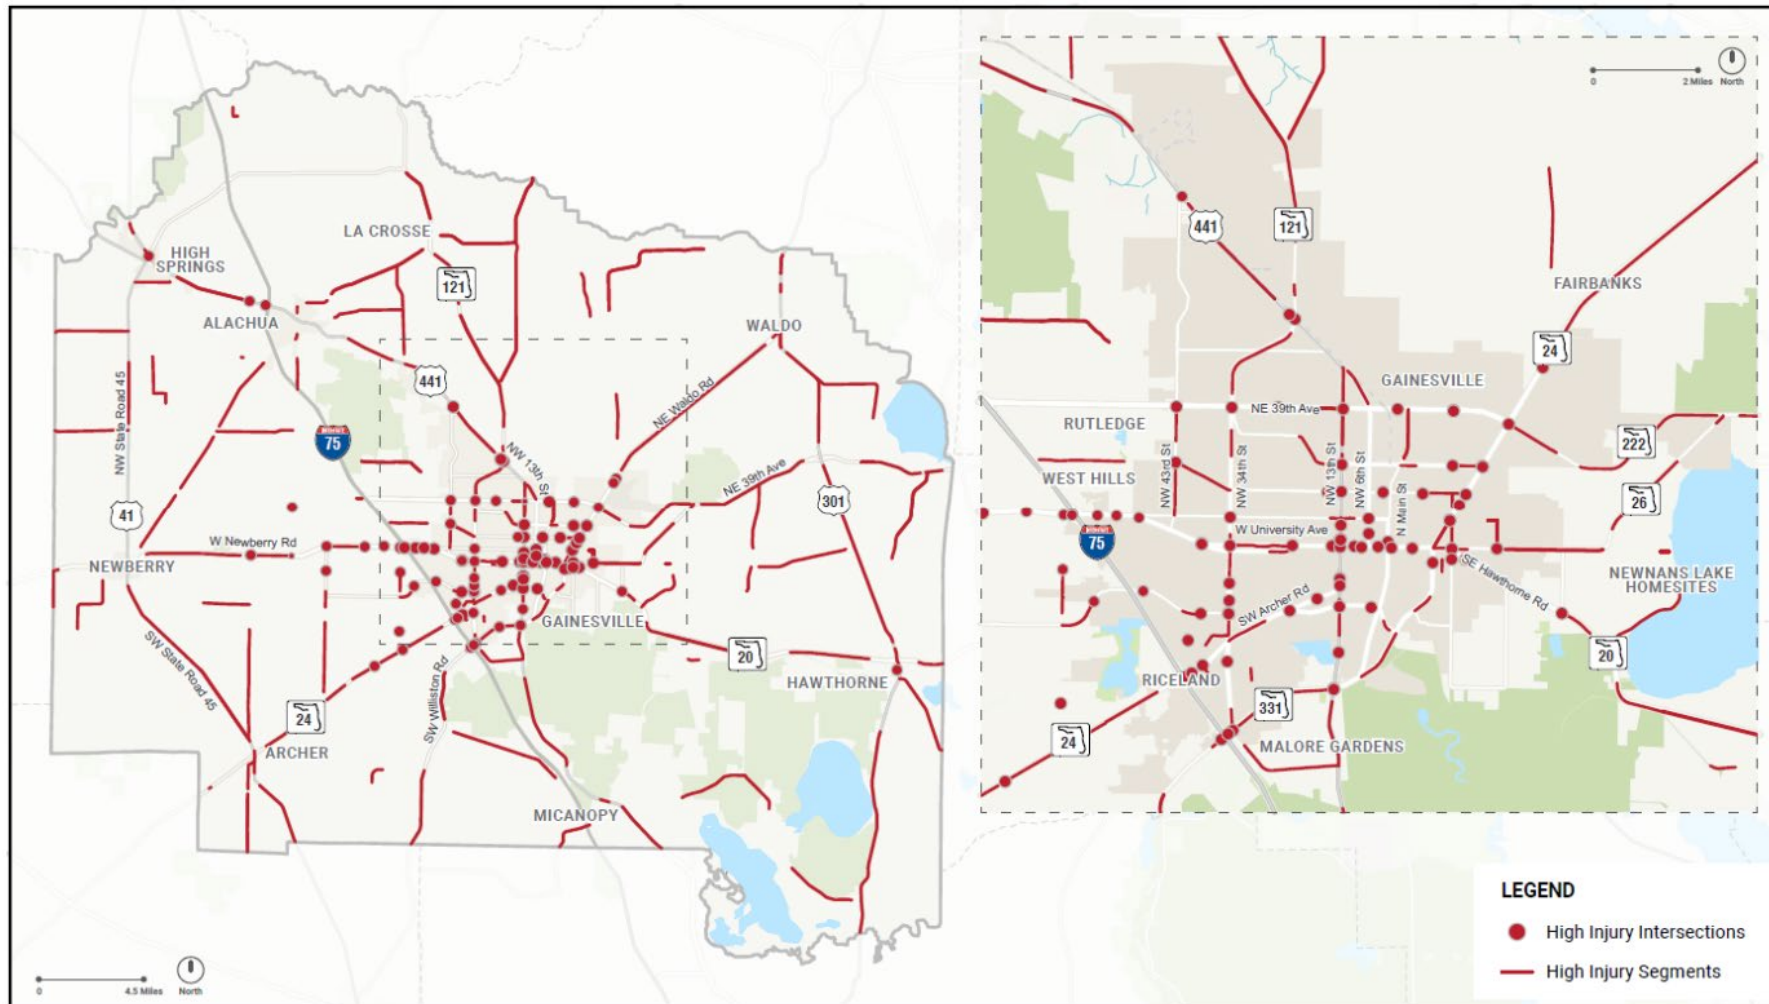 HIGH
SPRINGS
LA CROSSE
121
ALACHUA
WALDO
441
NE Waldo Rd
NW State Road 45
75
NW 13th St
NE 39th Ave
301
41
W Newberry Rd
NEWBERRY
GAINESVILLE
20
HAWTHORNE
SW State Road 45
SW Williston Rd
24
ARCHER
MICANOPY
0
4.5 Miles
North
0
2 Miles
North
441
121
FAIRBANKS
24
GAINESVILLE
NE 39th Ave
RUTLEDGE
222
WEST HILLS
NW 43rd St
NW 34th St
NW 13th St
NW 6th St
N Main St
26
W University Ave
75
SE Hawthorne Rd
NEWNANS LAKE
HOMESITES
SW Archer Rd
20
RICELAND
331
24
MALORE GARDENS
LEGEND
High Injury Intersections
High Injury Segments